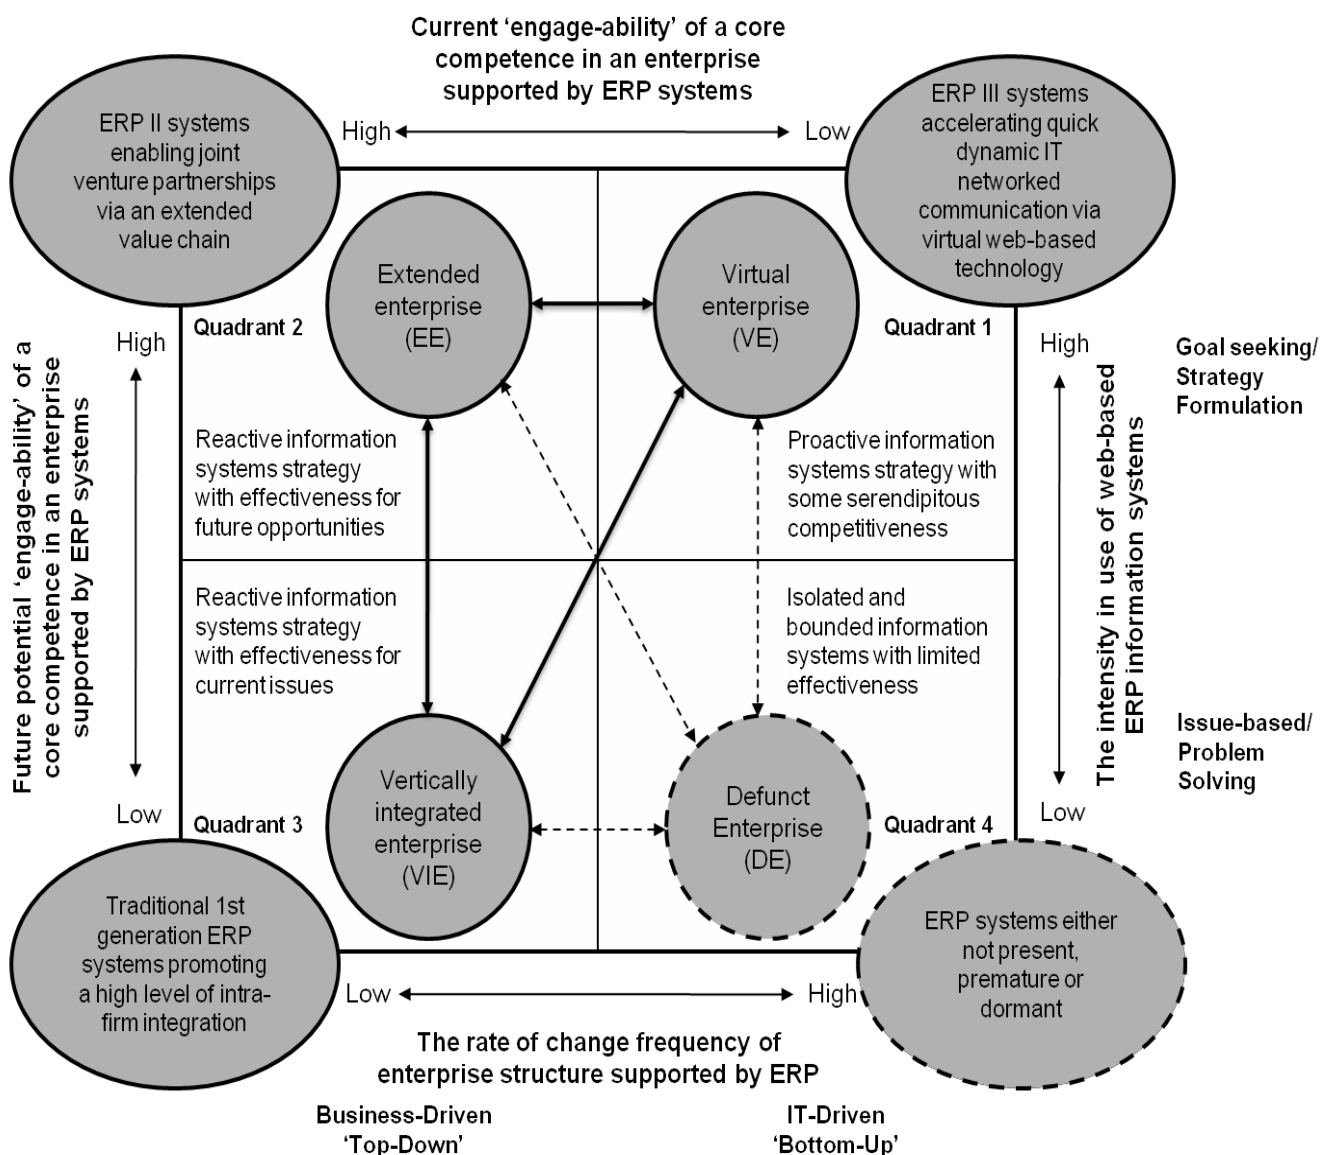 Current ‘engage-ability’ of a core
competence in an enterprise
supported by ERP systems
High
Low
ERP II systems
enabling joint
venture partnerships
via an extended
value chain
ERP III systems
accelerating quick
dynamic IT
networked
communication via
virtual web-based
technology
Extended
enterprise
(EE)
Virtual
enterprise
(VE)
Quadrant 2
Quadrant 1
High
High
Goal seeking/
Strategy
Formulation
Future potential ‘engage-ability’ of a
core competence in an enterprise
supported by ERP systems
The intensity in use of web-based
ERP information systems
Reactive information
systems strategy
with effectiveness for
future opportunities
Proactive information
systems strategy with
some serendipitous
competitiveness
Reactive information
systems strategy
with effectiveness for
current issues
Isolated and
bounded information
systems with limited
effectiveness
Issue-based/
Problem
Solving
Low
Low
Vertically
integrated
enterprise
(VIE)
Defunct
Enterprise
(DE)
Quadrant 3
Quadrant 4
Traditional 1st
generation ERP
systems promoting
a high level of intra-
firm integration
ERP systems either
not present,
premature or
dormant
Low
High
The rate of change frequency of
enterprise structure supported by ERP
Business-Driven
‘Top-Down’
IT-Driven
‘Bottom-Up’